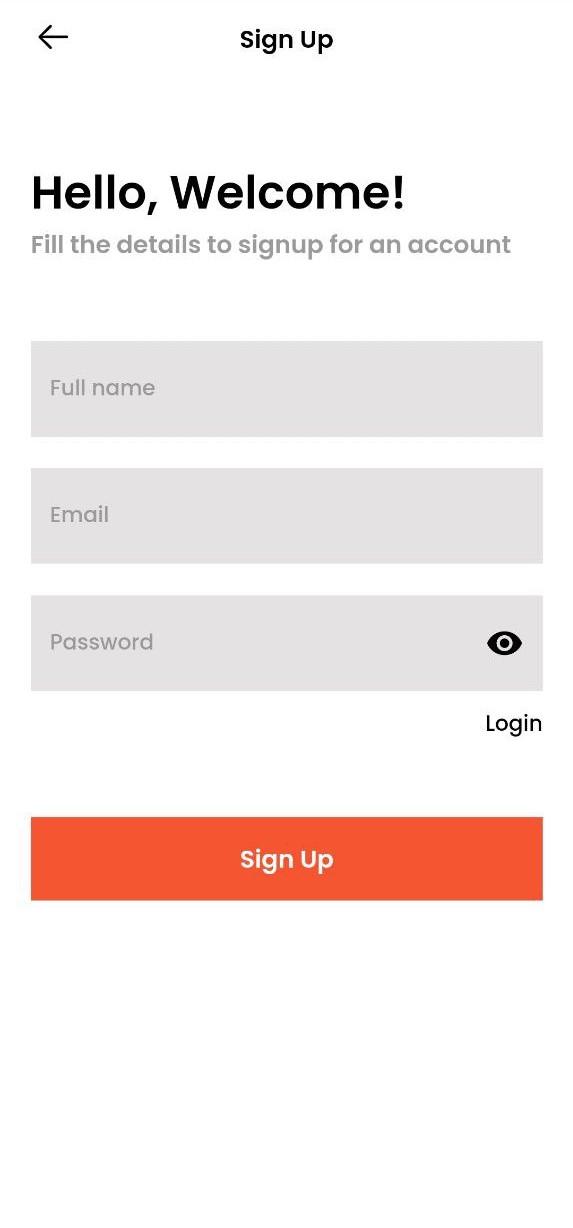 Sign Up
Hello, Welcome!
Fill the details to signup for an account
Full name
Email
Password
Login
Sign Up